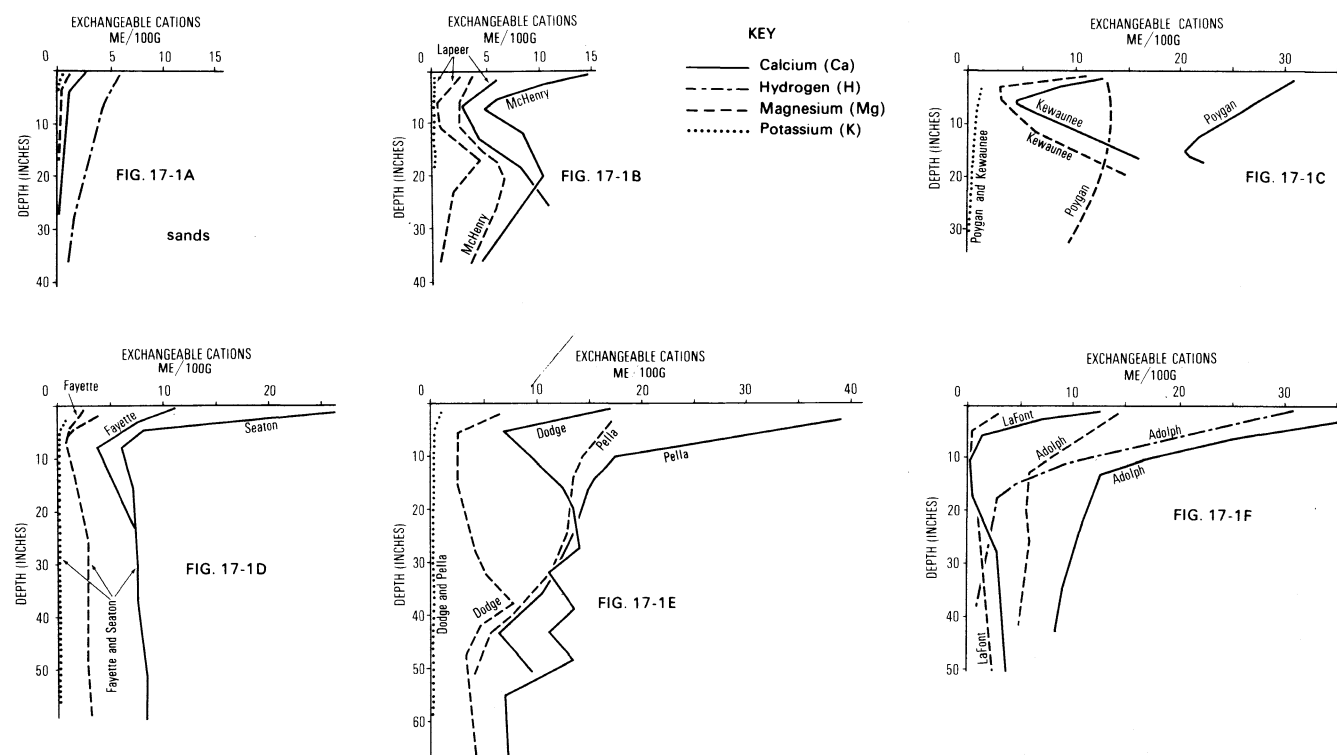 EXCHANGEABLE CATIONS
ME/100G
0 5 10 15
DEPTH (INCHES)
10
20
30
40
FIG. 17-1A
sands
EXCHANGEABLE CATIONS
ME/100G
0 5 10 15
Lapeer
McHenry
DEPTH (INCHES)
10
20
30
40
McHenry
FIG. 17-1B
KEY
Calcium (Ca)
Hydrogen (H)
Magnesium (Mg)
Potassium (K)
EXCHANGEABLE CATIONS
ME/100G
0 10 20 30
DEPTH (INCHES)
10
20
30
Poygan and Kewaunee
Kewaunee
Kewaunee
Poygan
Poygan
FIG. 17-1C
EXCHANGEABLE CATIONS
ME/100G
0 10 20
Fayette
Fayette
Seaton
DEPTH (INCHES)
10
20
30
40
50
Fayette and Seaton
FIG. 17-1D
EXCHANGEABLE CATIONS
ME/100G
0 10 20 30 40
Dodge
Pella
Pella
DEPTH (INCHES)
10
20
30
40
50
60
Dodge and Pella
Dodge
FIG. 17-1E
EXCHANGEABLE CATIONS
ME/100G
0 10 20 30
LaFont
Adolph
Adolph
Adolph
DEPTH (INCHES)
10
20
30
40
50
LaFont
FIG. 17-1F